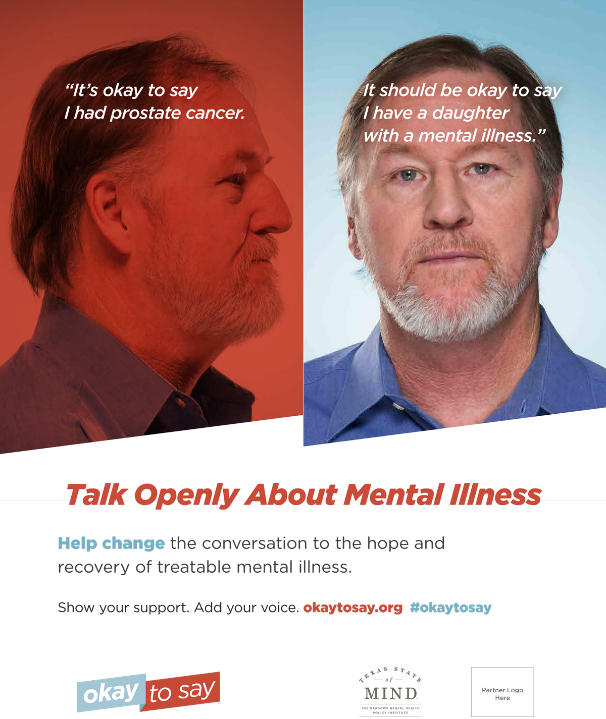 “It’s okay to say
I had prostate cancer.
It should be okay to say
I have a daughter
with a mental illness.”
Talk Openly About Mental Illness
Help change the conversation to the hope and
recovery of treatable mental illness.
Show your support. Add your voice. okaytosay.org #okaytosay
okay to say
TEXAS STATE
of
MIND
THE MEADOWS MENTAL HEALTH
POLICY INSTITUTE
Partner Logo
Here